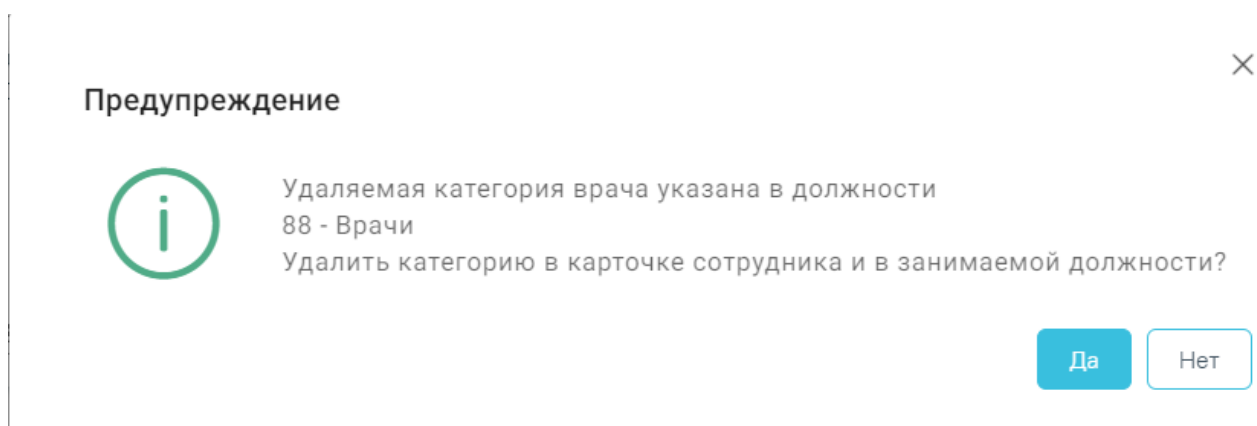 Предупреждение
Удаляемая категория врача указана в должности
88 - Врачи
Удалить категорию в карточке сотрудника и в занимаемой должности?
Да Нет